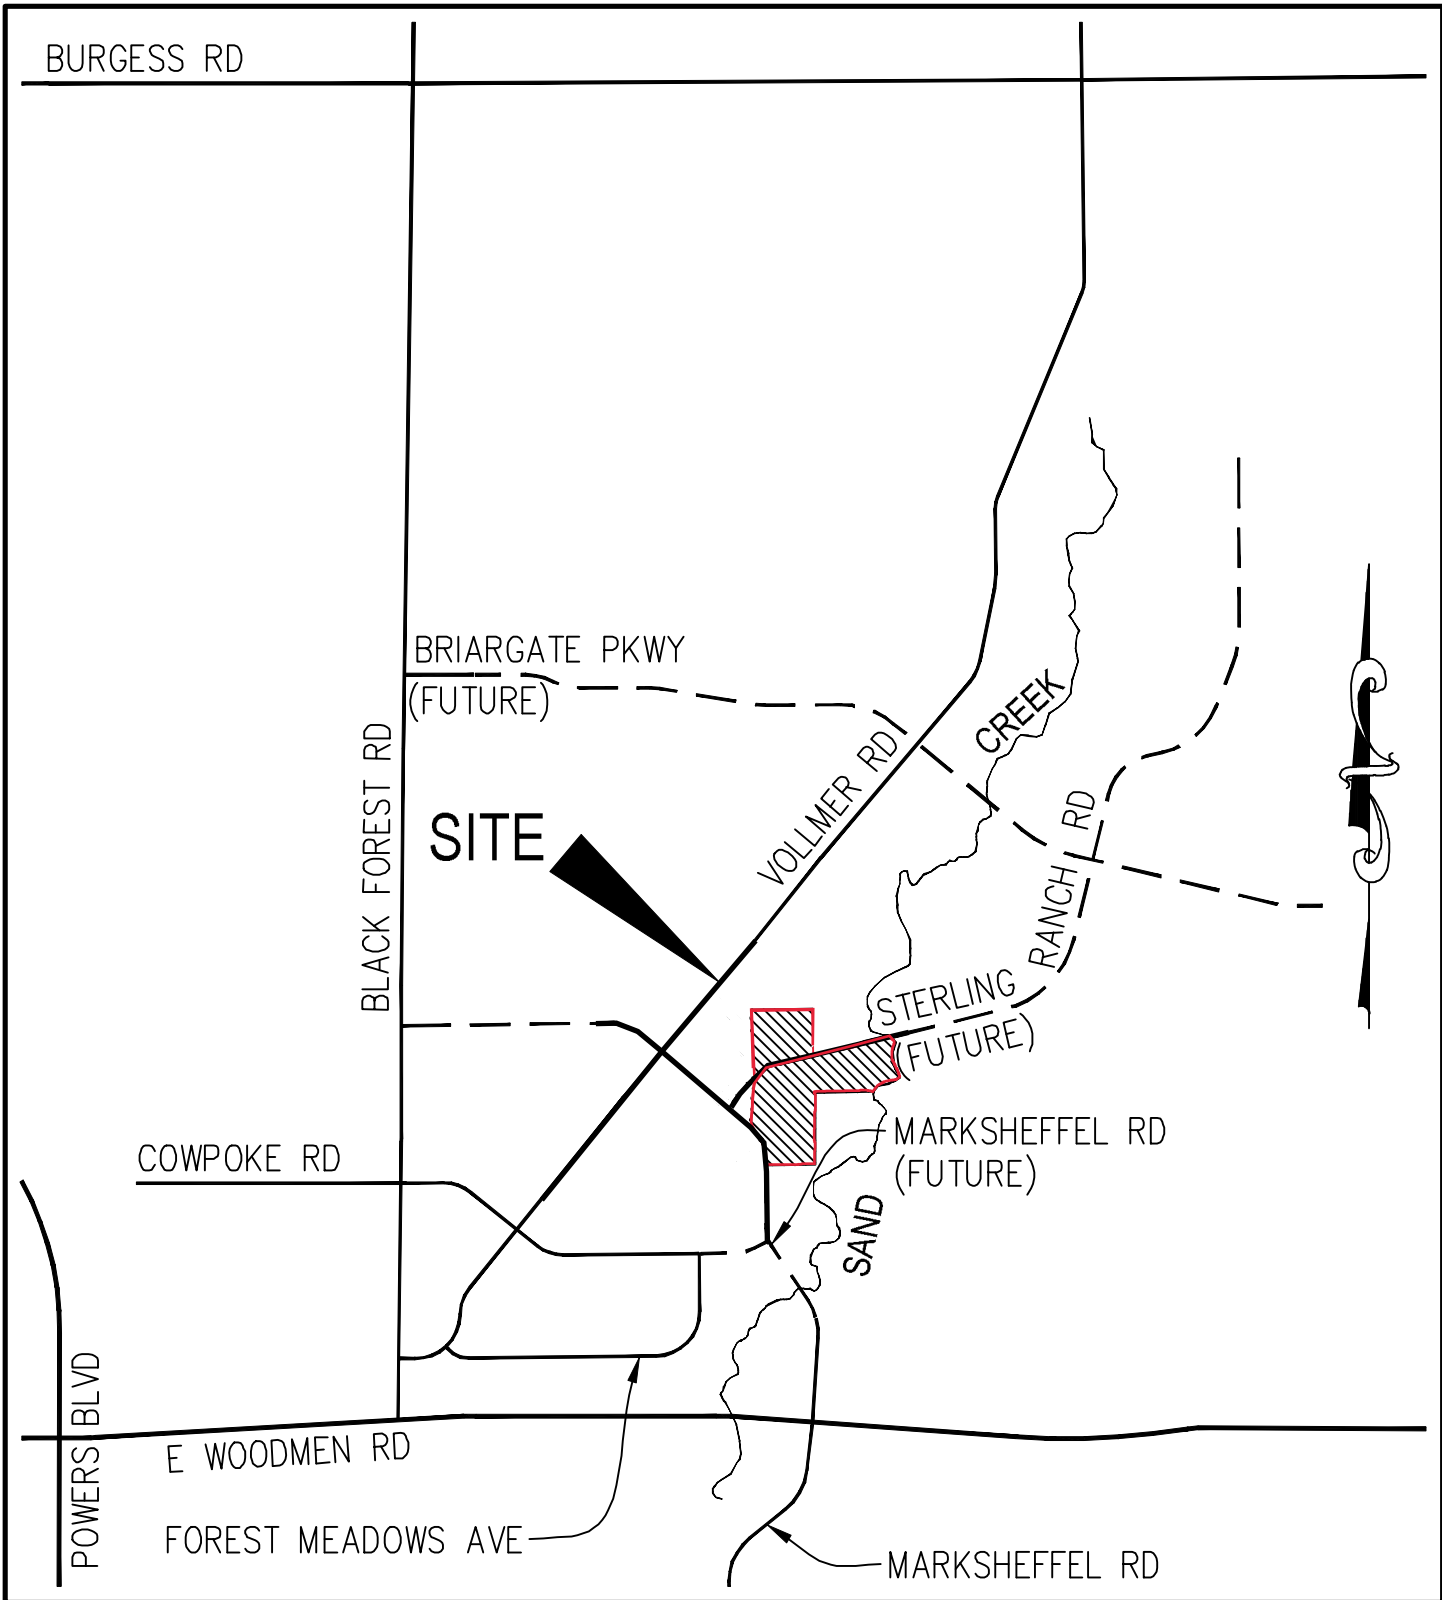 BURGESS RD
BRIARGATE PKWY
(FUTURE)
CREEK
VOLLMER RD
BLACK FOREST RD
SITE
STERLING RANCH RD
(FUTURE)
MARKSHEFFEL RD
(FUTURE)
COWPOKE RD
SAND
POWERS BLVD
E WOODMEN RD
FOREST MEADOWS AVE
MARKSHEFFEL RD